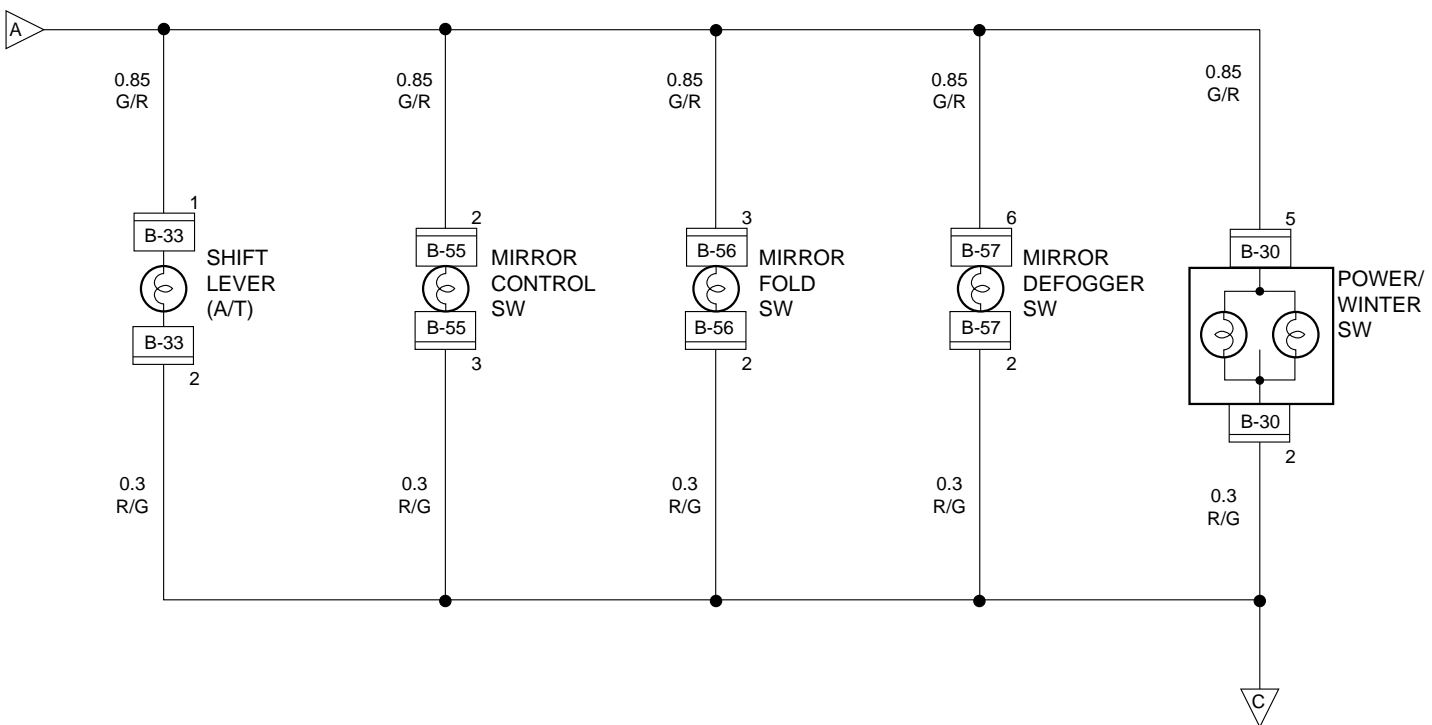 A
0.85
G/R
0.85
G/R
0.85
G/R
0.85
G/R
0.85
G/R
1
B-33
SHIFT
LEVER
(A/T)
B-33
2
2
B-55
MIRROR
CONTROL
SW
B-55
3
3
B-56
MIRROR
FOLD
SW
B-56
2
6
B-57
MIRROR
DEFOGGER
SW
B-57
2
5
B-30
POWER/
WINTER
SW
B-30
2
0.3
R/G
0.3
R/G
0.3
R/G
0.3
R/G
0.3
R/G
C